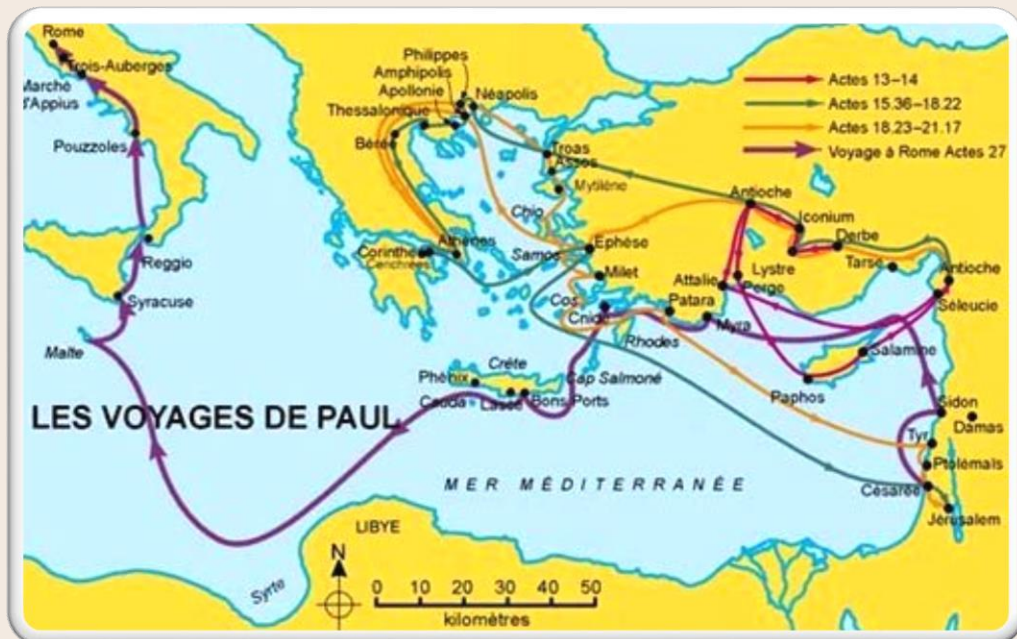 Rome
Trois-Auberges
Marché
d'Appius
Pouzzoles
Reggio
Syracuse
Malte
Philippes
Amphipolis
Apollonie
Néapolis
Thessalonique
Bérée
Troas
Assos
Mytilène
Chio
Athènes
Corinthe
Cenchrées
Samos
Ephèse
Milet
Cos
Cnide
Patara
Rhodes
Myra
Attalie
Perge
Antioche
Iconium
Lystre
Derbe
Tarse
Antioche
Séleucie
Salamine
Paphos
Crète
Phénix
Cauda
Lasée
Bons Ports
Cap Salmoné
Sidon
Damas
Tyr
Ptolémaïs
Césarée
Jérusalem
Actes 13–14
Actes 15.36–18.22
Actes 18.23–21.17
Voyage à Rome Actes 27
LES VOYAGES DE PAUL
MER MÉDITERRANÉE
LIBYE
Syrte
N
0 10 20 30 40 50
kilomètres